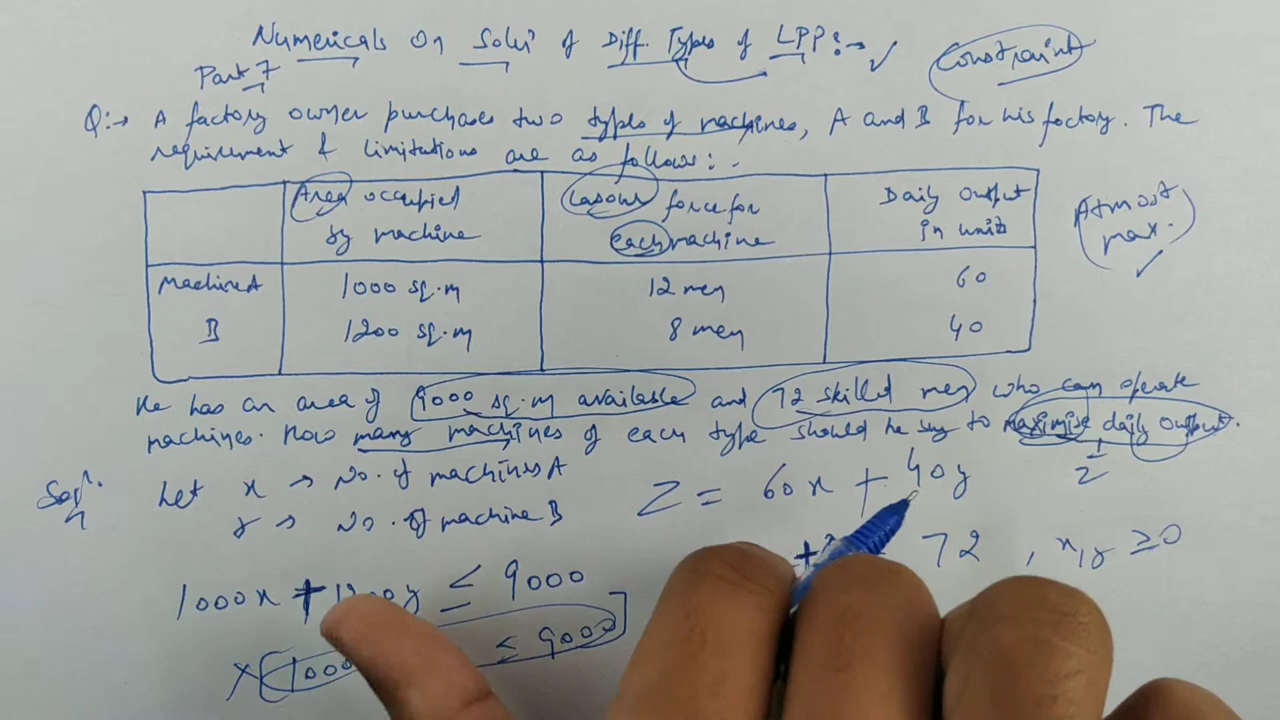 Numericals On Soln of Diff. Types of LPP:→ ✓
Constraint
Part 7
Q:→ A factory owner purchases two types of machines, A and B for his factory. The
requirement & limitations are as follows:.
Area occupied by machine
Labour force for each machine
Daily Output in units
Machine A 1000 sq.m 12 men 60
B 1200 sq.m 8 men 40
Atmost
max. ✓
He has an area of 9000 sq.m available and 72 skilled men who can operate
machines. How many machines of each type should he buy to maximise daily output.
Z
Sol.
Let x → No. of machines A
y → No. of machine B
Z = 60x + 40y
72 , x,y ≥0
1000x + y ≤ 9000
1000 ≤ 9000